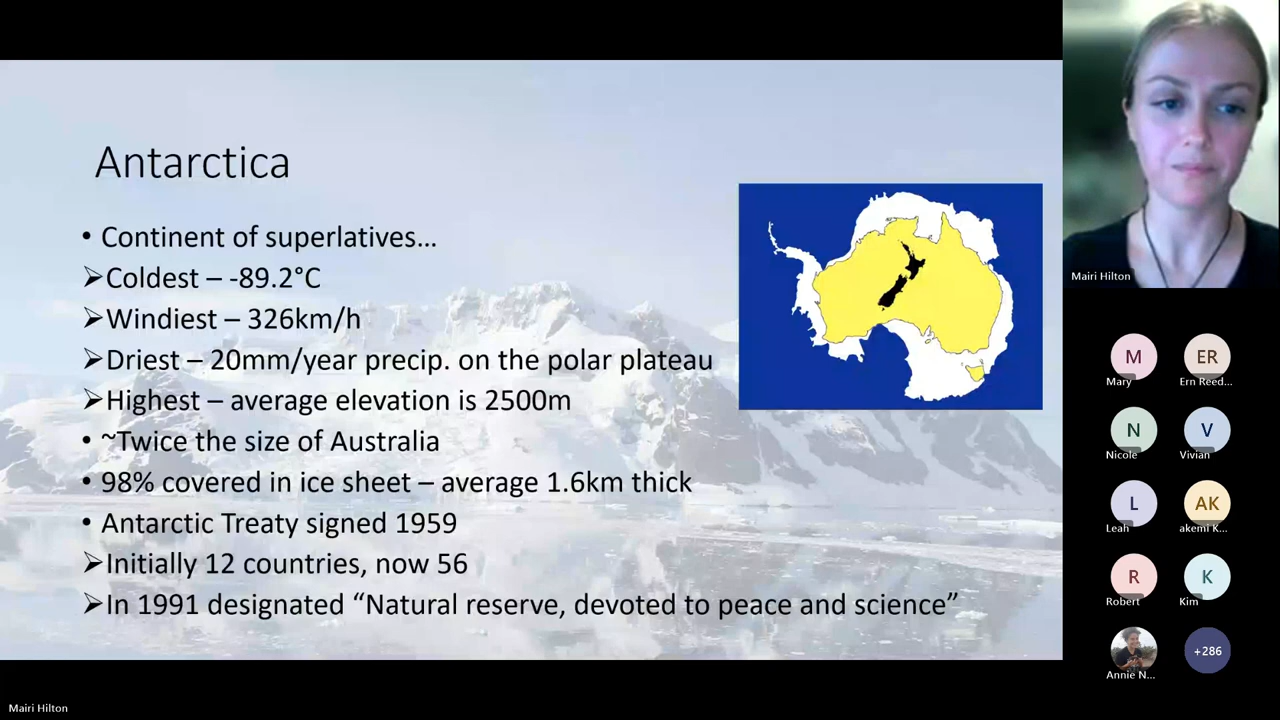 Antarctica
• Continent of superlatives…
➢Coldest – -89.2°C
➢Windiest – 326km/h
➢Driest – 20mm/year precip. on the polar plateau
➢Highest – average elevation is 2500m
• ~Twice the size of Australia
• 98% covered in ice sheet – average 1.6km thick
• Antarctic Treaty signed 1959
➢Initially 12 countries, now 56
➢In 1991 designated “Natural reserve, devoted to peace and science”
Mairi Hilton
M ER
Mary Ern Reed...
N V
Nicole Vivian
L AK
Leah akemi K...
R K
Robert Kim
+286
Annie N...
Mairi Hilton